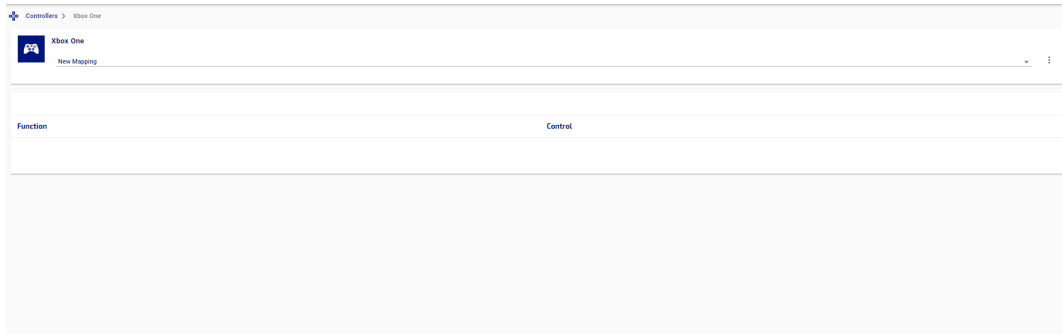 Controllers > Xbox One
Xbox One
New Mapping
Function Control